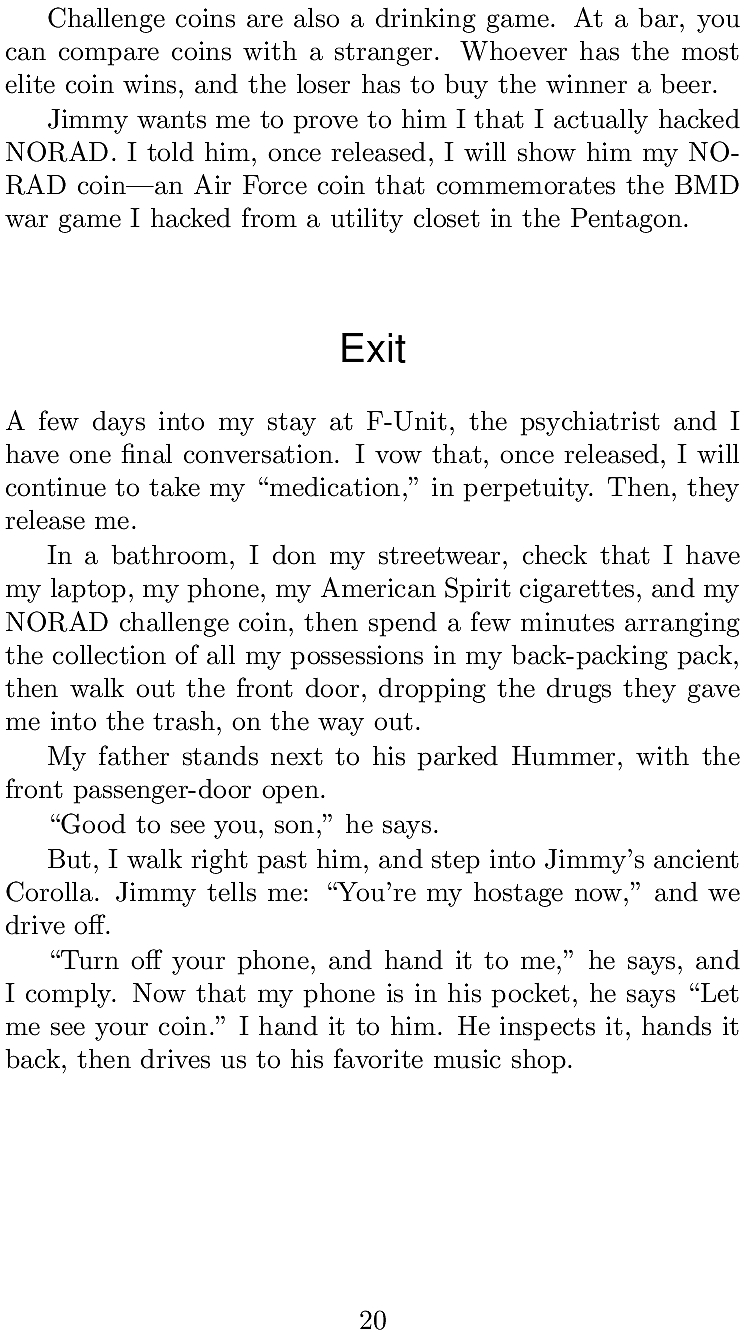 Challenge coins are also a drinking game. At a bar, you
can compare coins with a stranger. Whoever has the most
elite coin wins, and the loser has to buy the winner a beer.
Jimmy wants me to prove to him I that I actually hacked
NORAD. I told him, once released, I will show him my NO-
RAD coin—an Air Force coin that commemorates the BMD
war game I hacked from a utility closet in the Pentagon.
Exit
A few days into my stay at F-Unit, the psychiatrist and I
have one final conversation. I vow that, once released, I will
continue to take my “medication,” in perpetuity. Then, they
release me.
In a bathroom, I don my streetwear, check that I have
my laptop, my phone, my American Spirit cigarettes, and my
NORAD challenge coin, then spend a few minutes arranging
the collection of all my possessions in my back-packing pack,
then walk out the front door, dropping the drugs they gave
me into the trash, on the way out.
My father stands next to his parked Hummer, with the
front passenger-door open.
“Good to see you, son,” he says.
But, I walk right past him, and step into Jimmy’s ancient
Corolla. Jimmy tells me: “You’re my hostage now,” and we
drive off.
“Turn off your phone, and hand it to me,” he says, and
I comply. Now that my phone is in his pocket, he says “Let
me see your coin.” I hand it to him. He inspects it, hands it
back, then drives us to his favorite music shop.
20